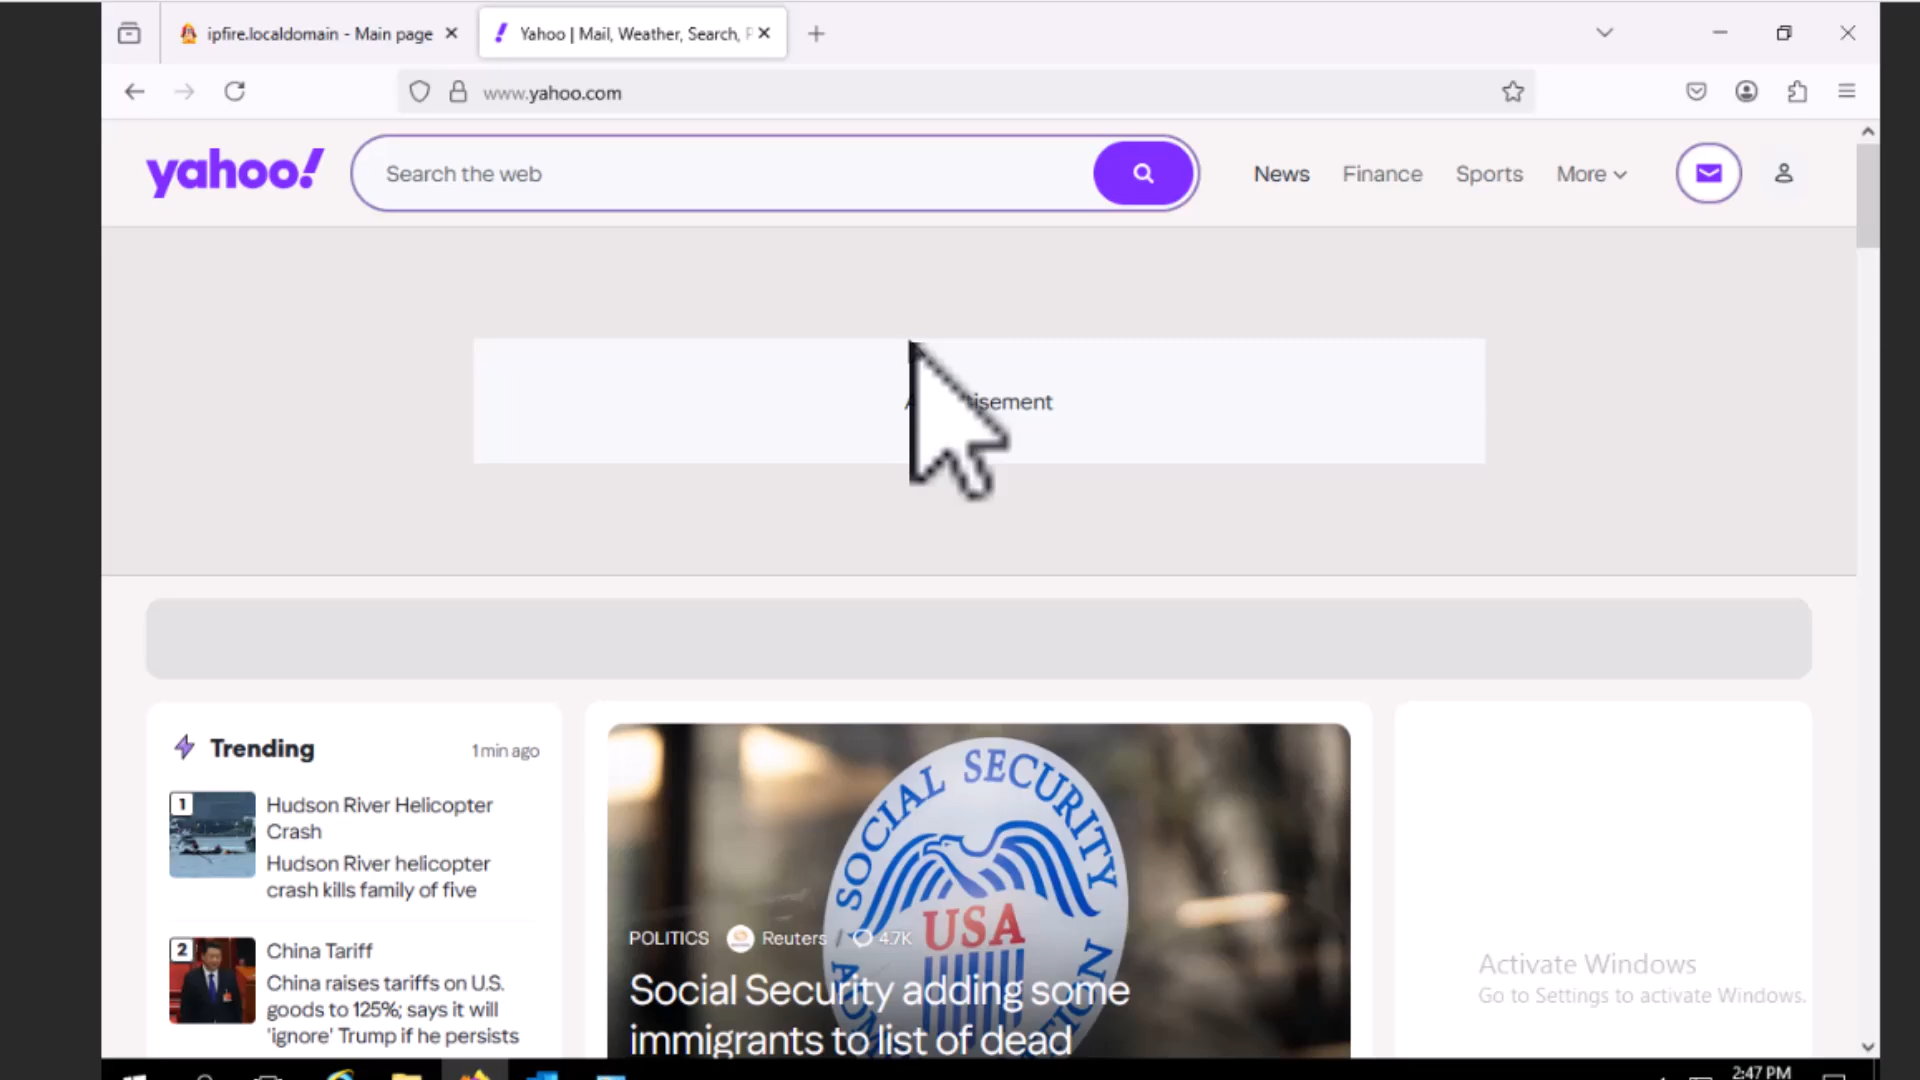 ipfire.localdomain - Main page
Yahoo | Mail, Weather, Search,
www.yahoo.com
yahoo!
Search the web
News
Finance
Sports
More
Trending
1 min ago
1
Hudson River Helicopter
Crash
Hudson River helicopter
crash kills family of five
2
China Tariff
China raises tariffs on U.S.
goods to 125%; says it will
'ignore' Trump if he persists
SOCIAL SECURITY
USA
POLITICS
Reuters / 4.7K
Social Security adding some
immigrants to list of dead
Activate Windows
Go to Settings to activate Windows.
2:47 PM